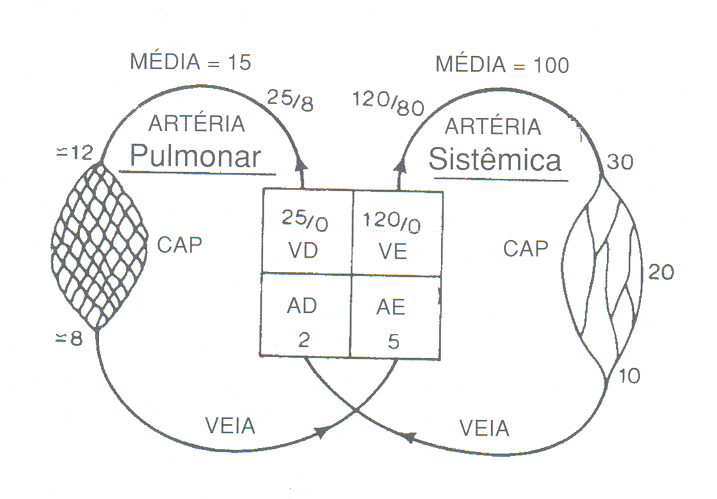 MÉDIA = 15
MÉDIA = 100
25/8
120/80
ARTÉRIA
Pulmonar
ARTÉRIA
Sistêmica
≃12
30
25/0
VD
120/0
VE
CAP
CAP
20
AD
2
AE
5
≃8
10
VEIA
VEIA